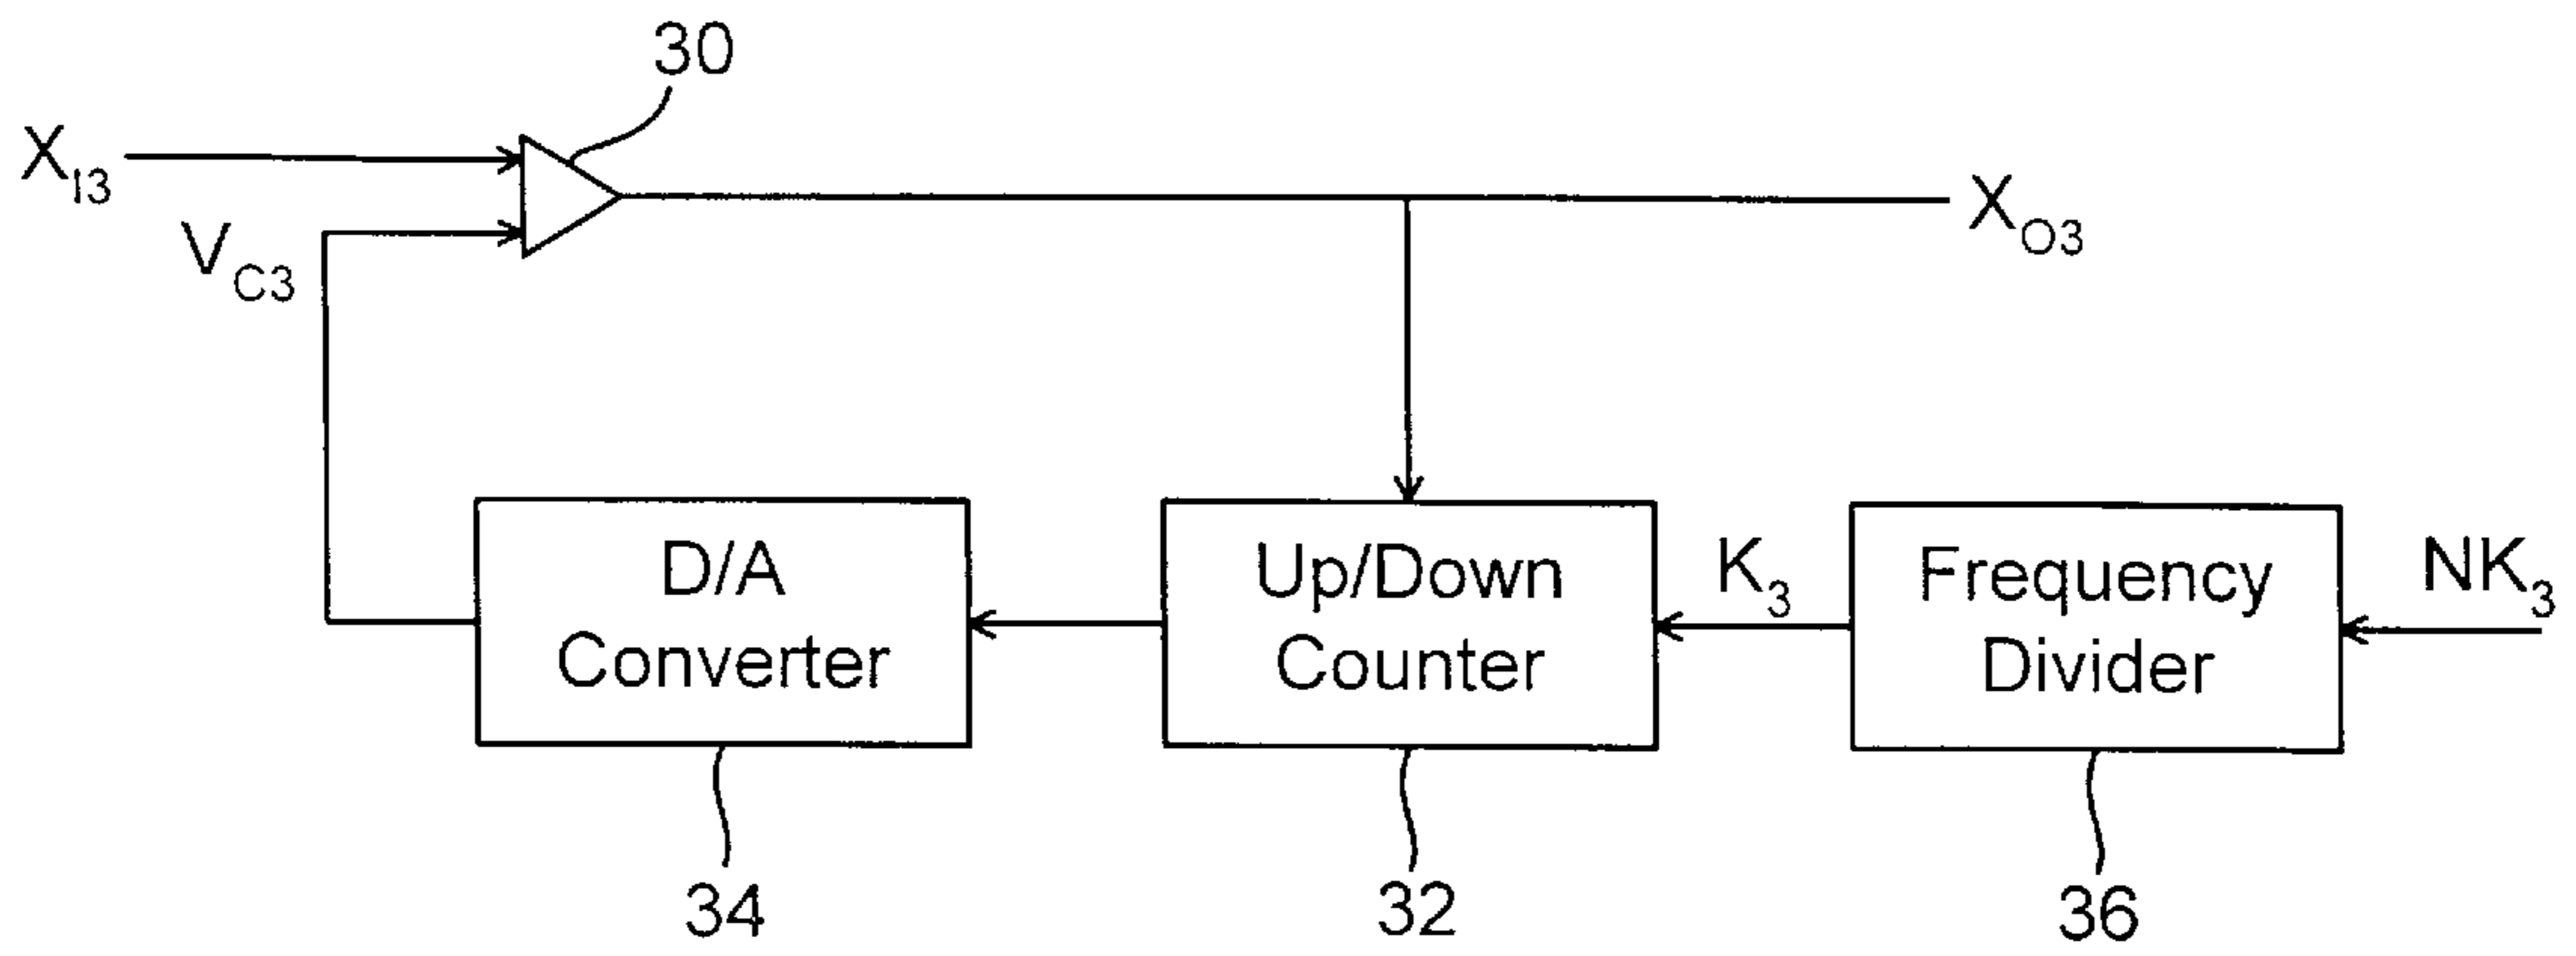 30
X_I3
V_C3
X_O3
D/A
Converter
Up/Down
Counter
K_3
Frequency
Divider
NK_3
34
32
36